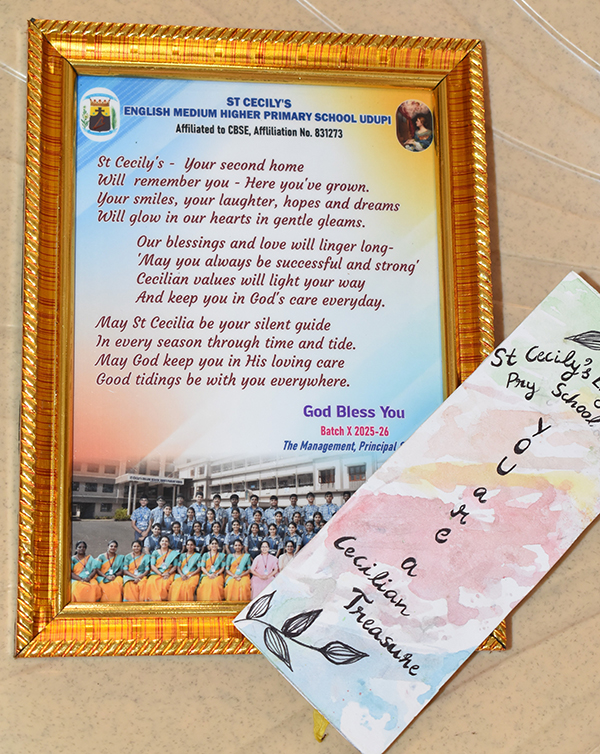 ST CECILY'S
ENGLISH MEDIUM HIGHER PRIMARY SCHOOL UDUPI
Affiliated to CBSE, Affliliation No. 831273
St Cecily's - Your second home
Will remember you - Here you've grown.
Your smiles, your laughter, hopes and dreams
Will glow in our hearts in gentle gleams.
Our blessings and love will linger long-
'May you always be successful and strong'
Cecilian values will light your way
And keep you in God's care everyday.
May St Cecilia be your silent guide
In every season through time and tide.
May God keep you in His loving care
Good tidings be with you everywhere.
God Bless You
Batch X 2025-26
The Management, Principal
St Cecily's
Pry School
You are a
Cecilian
Treasure